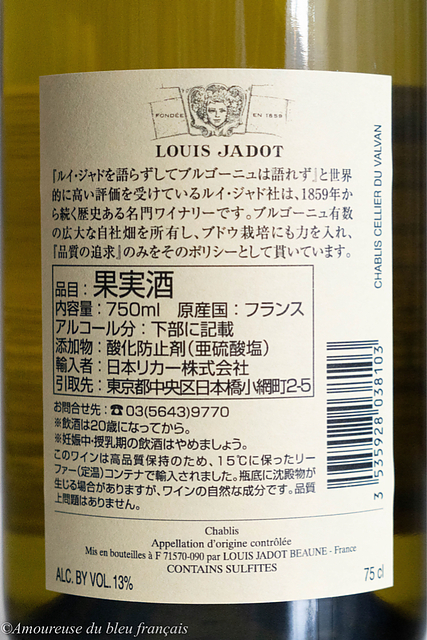 FONDÉE EN 1859
LOUIS JADOT
『ルイ・ジャドを語らずしてブルゴーニュは語れず』と世界
的に高い評価を受けているルイ・ジャド社は、1859年か
ら続く歴史ある名門ワイナリーです。ブルゴーニュ有数
の広大な自社畑を所有し、ブドウ栽培にも力を入れ、
『品質の追求』のみをそのポリシーとして貫いています。
品目：果実酒
内容量：750ml 原産国：フランス
アルコール分：下部に記載
添加物：酸化防止剤（亜硫酸塩）
輸入者：日本リカー株式会社
引取先：東京都中央区日本橋小網町2-5
お問合せ先：☎03(5643)9770
※飲酒は20歳になってから。
※妊娠中・授乳期の飲酒はやめましょう。
このワインは高品質保持のため、15℃に保ったリー
ファー（定温）コンテナで輸入されました。瓶底に沈殿物が
生じる場合がありますが、ワインの自然な成分です。品質
上問題はありません。
Chablis
Appellation d'origine contrôlée
Mis en bouteilles à F 71570-090 par LOUIS JADOT BEAUNE - France
CONTAINS SULFITES
ALC. BY VOL. 13% 75 cl
CHABLIS CELLIER DU VALVAN
3 535928 038103
©Amoureuse du bleu français